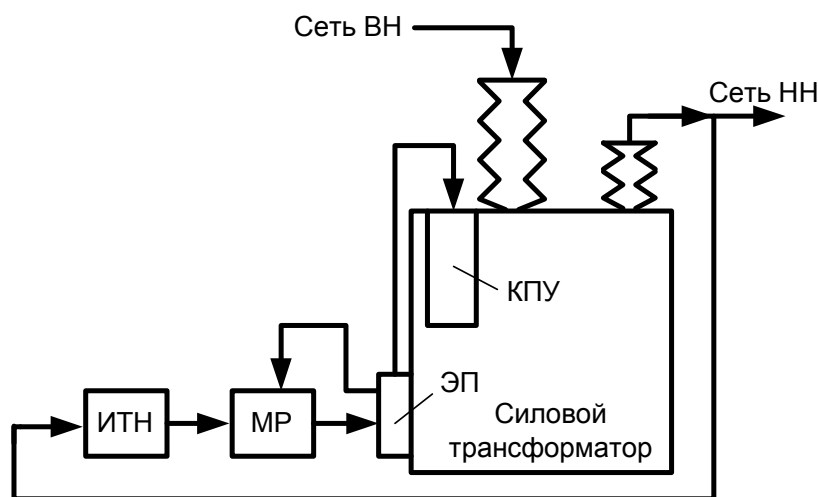 Сеть ВН
Сеть НН
КПУ
ЭП
ИТН
МР
Силовой
трансформатор